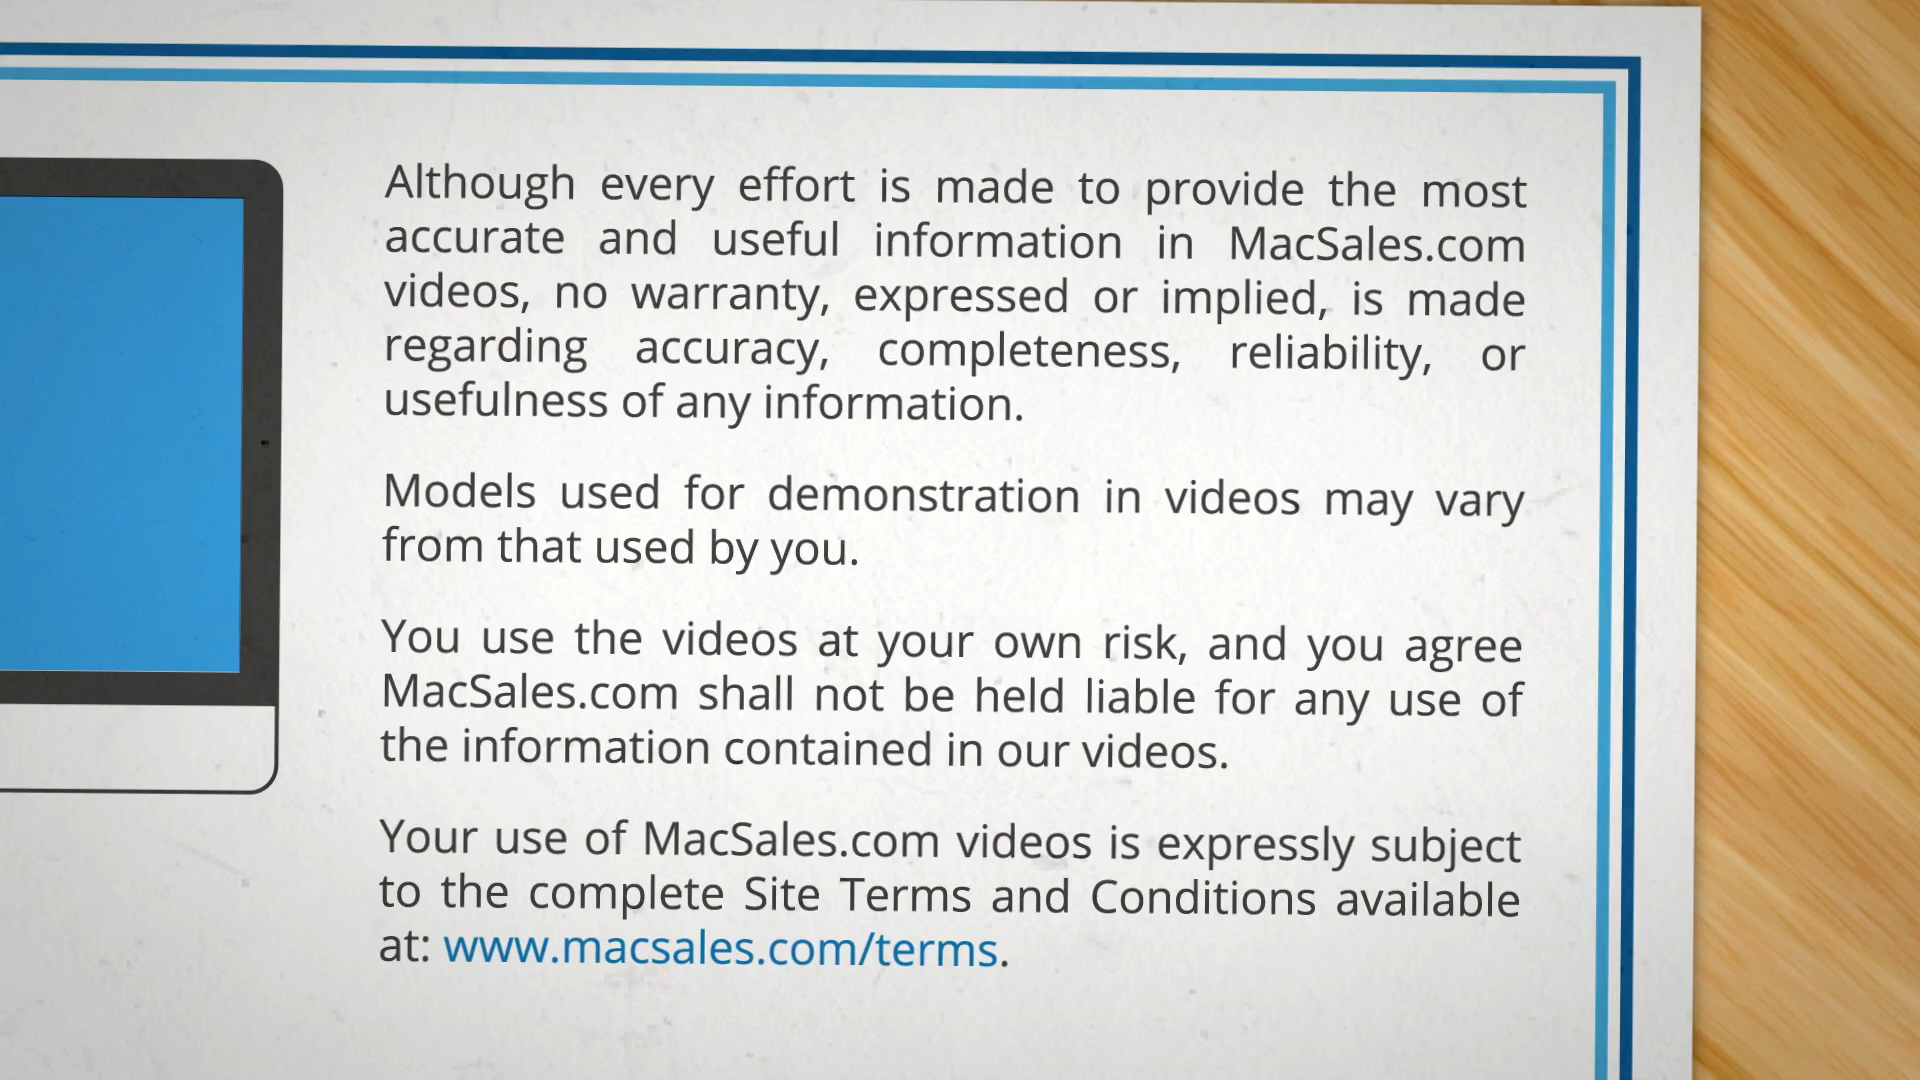 Although every effort is made to provide the most
accurate and useful information in MacSales.com
videos, no warranty, expressed or implied, is made
regarding accuracy, completeness, reliability, or
usefulness of any information.
Models used for demonstration in videos may vary
from that used by you.
You use the videos at your own risk, and you agree
MacSales.com shall not be held liable for any use of
the information contained in our videos.
Your use of MacSales.com videos is expressly subject
to the complete Site Terms and Conditions available
at: www.macsales.com/terms.